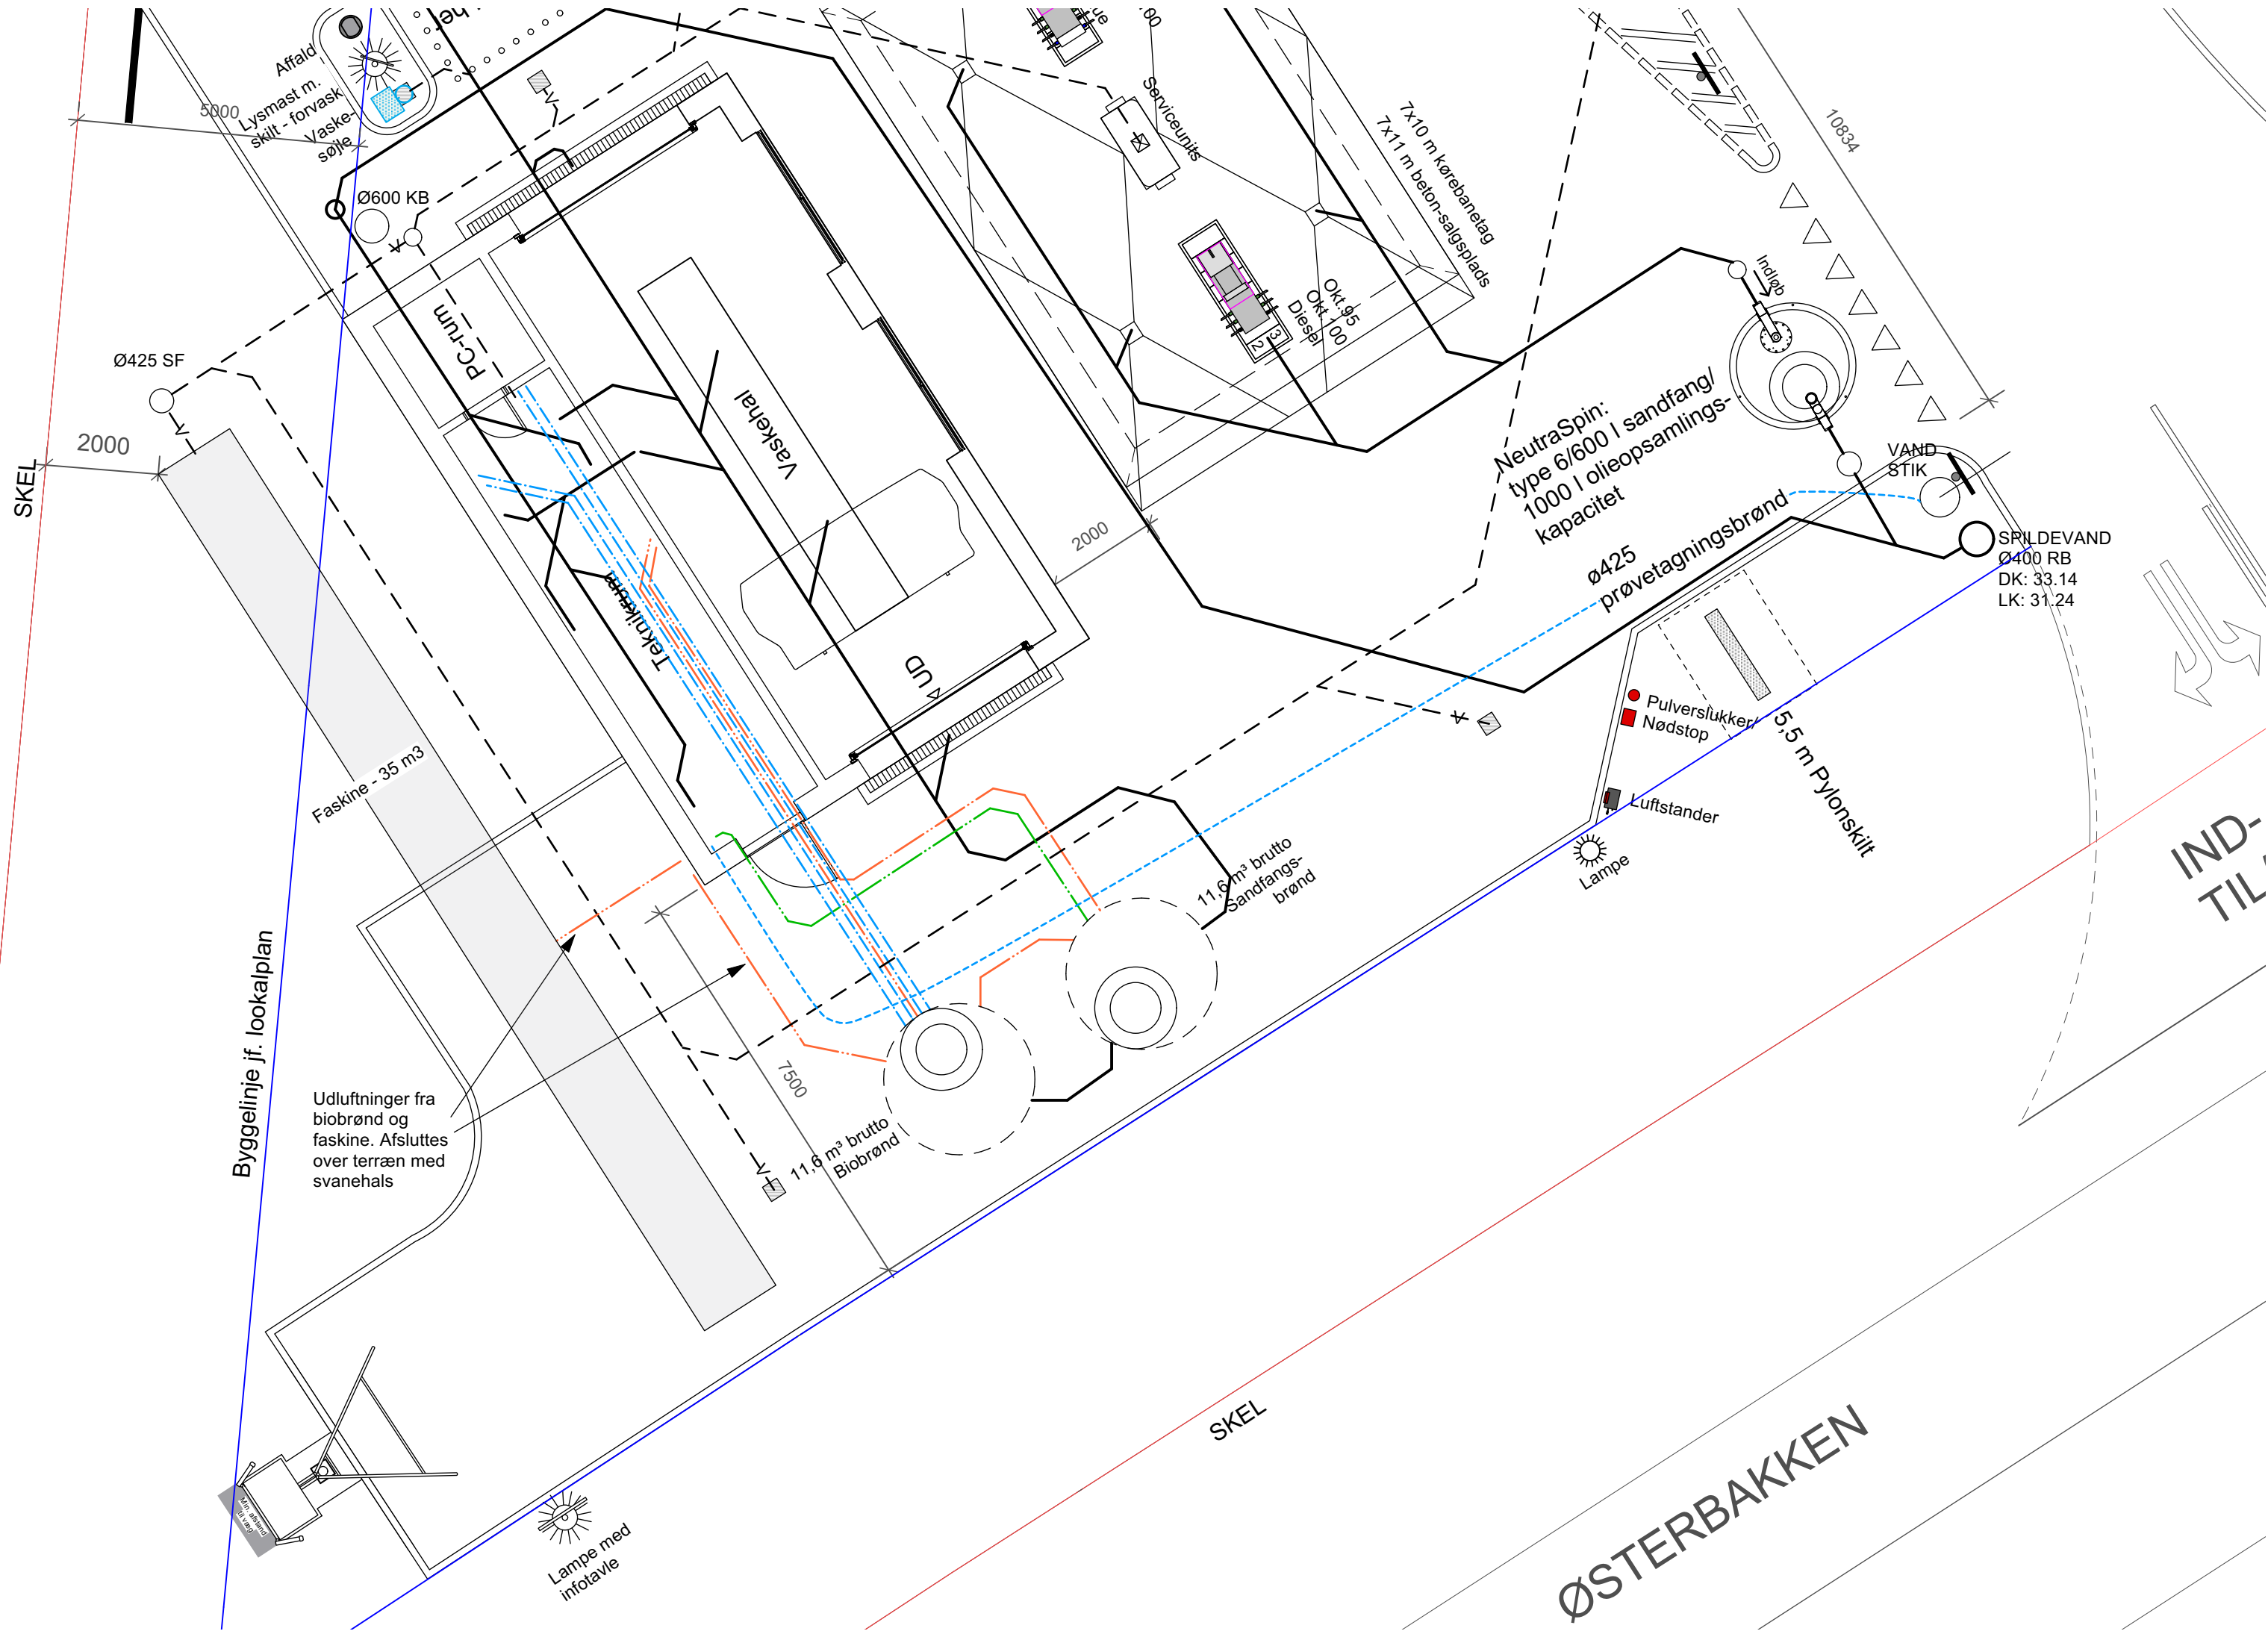 Affald
Lysmast m.
skilt - forvask
Vaske-
søjle
5000
Ø600 KB
Ø425 SF
2000
SKEL
PC-rum
Vaskehal
Teknikrum
UD
Serviceunits
7x10 m kørebanetag
7x11 m beton-salgsplads
Okt.95
Okt.100
Diesel
3
2
10834
Indløb
NeutraSpin:
type 6/600 l sandfang/
1000 l olieopsamlings-
kapacitet
VAND
STIK
ø425
prøvetagningsbrønd
SPILDEVAND
Ø400 RB
DK: 33.14
LK: 31.24
2000
Pulverslukker/
Nødstop
5,5 m Pylonskilt
Luftstander
Lampe
IND-
Faskine - 35 m3
11,6 m³ brutto
Sandfangs-
brønd
Byggelinje jf. lookalplan
Udluftninger fra
biobrønd og
faskine. Afsluttes
over terræn med
svanehals
7500
11,6 m³ brutto
Biobrønd
Min. afstand
til væg
Lampe med
infotavle
SKEL
ØSTERBAKKEN